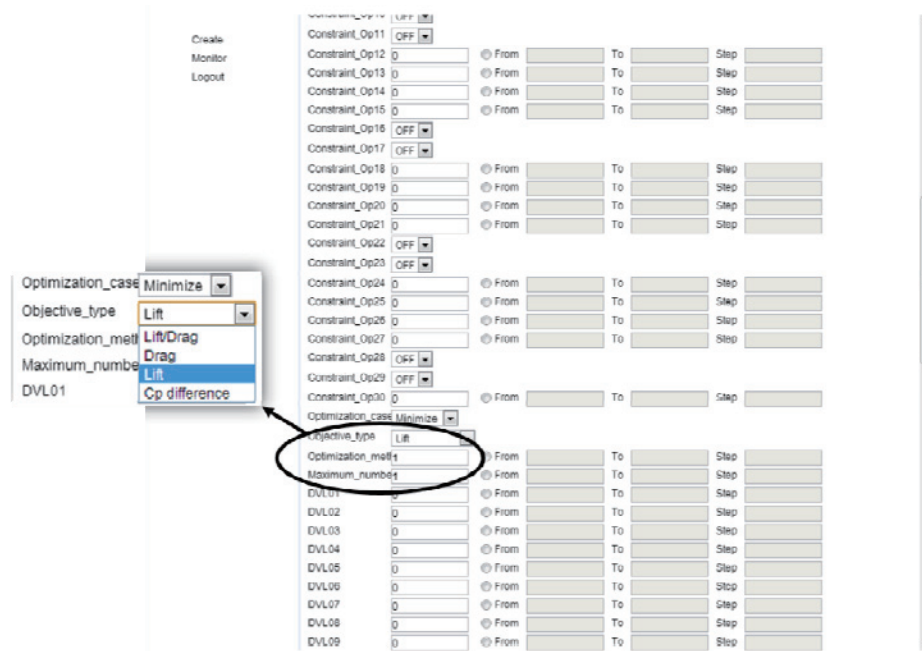 Constraint_Op10 OFF
Create
Monitor
Logout
Constraint_Op11 OFF
Constraint_Op12 0 From To Step
Constraint_Op13 0 From To Step
Constraint_Op14 0 From To Step
Constraint_Op15 0 From To Step
Constraint_Op16 OFF
Constraint_Op17 OFF
Constraint_Op18 0 From To Step
Constraint_Op19 0 From To Step
Constraint_Op20 0 From To Step
Constraint_Op21 0 From To Step
Constraint_Op22 OFF
Constraint_Op23 OFF
Constraint_Op24 0 From To Step
Constraint_Op25 0 From To Step
Constraint_Op26 0 From To Step
Constraint_Op27 0 From To Step
Constraint_Op28 OFF
Constraint_Op29 OFF
Constraint_Op30 0 From To Step
Optimization_case Minimize
Objective_type Lift
Optimization_meth 1 From To Step
Maximum_numbe 1 From To Step
DVL01 0 From To Step
DVL02 0 From To Step
DVL03 0 From To Step
DVL04 0 From To Step
DVL05 0 From To Step
DVL06 0 From To Step
DVL07 0 From To Step
DVL08 0 From To Step
DVL09 0 From To Step
Optimization_case Minimize
Objective_type Lift
Optimization_metl Lift/Drag
Maximum_numbe Drag
Lift
DVL01 Cp difference